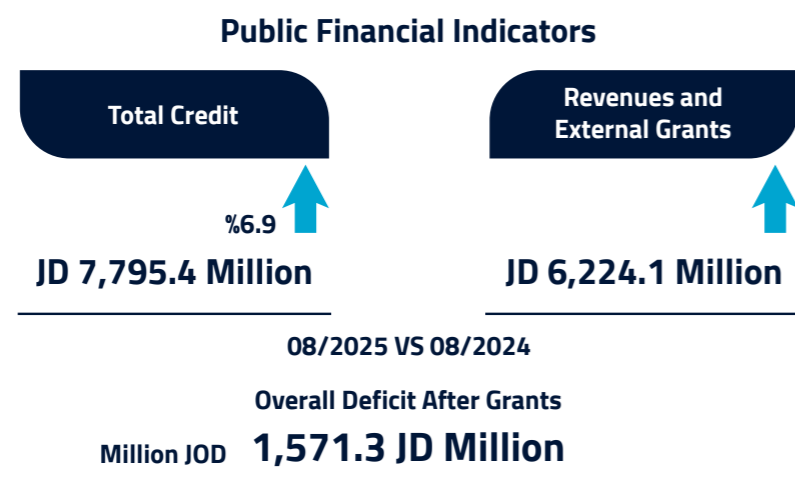 Public Financial Indicators
Total Credit
Revenues and
External Grants
%6.9
JD 7,795.4 Million
JD 6,224.1 Million
08/2025 VS 08/2024
Overall Deficit After Grants
Million JOD 1,571.3 JD Million